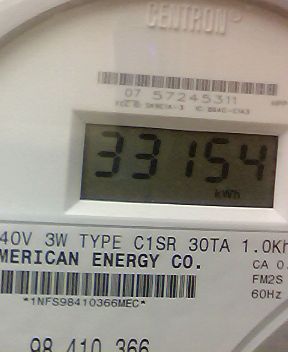 CENTRON
07 57245311
33154
kWh
40V 3W TYPE C1SR 30TA 1.0Kh
MERICAN ENERGY CO.
CA 0.
FM2S
60Hz
*1NFS98410366MEC*
98 410 366